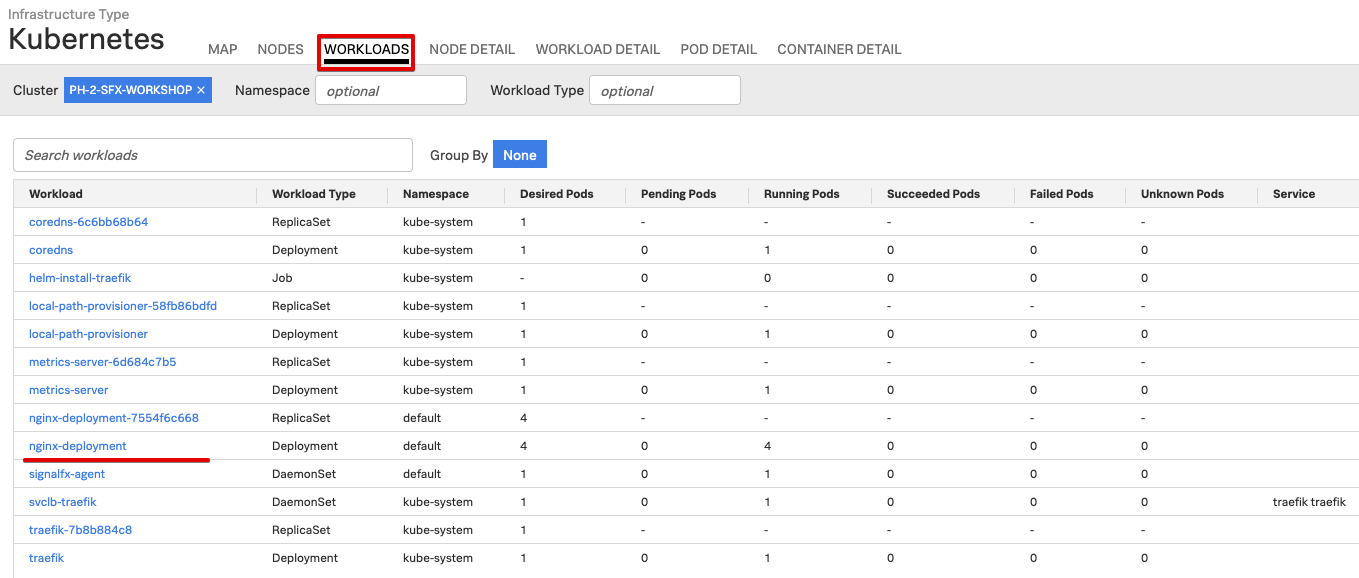 Infrastructure Type
Kubernetes
MAP NODES WORKLOADS NODE DETAIL WORKLOAD DETAIL POD DETAIL CONTAINER DETAIL
Cluster PH-2-SFX-WORKSHOP × Namespace optional Workload Type optional
Search workloads Group By None
Workload Workload Type Namespace Desired Pods Pending Pods Running Pods Succeeded Pods Failed Pods Unknown Pods Service
coredns-6c6bb68b64 ReplicaSet kube-system 1 - - - - -
coredns Deployment kube-system 1 0 1 0 0 0
helm-install-traefik Job kube-system - 0 0 0 0 0
local-path-provisioner-58fb86bdfd ReplicaSet kube-system 1 - - - - -
local-path-provisioner Deployment kube-system 1 0 1 0 0 0
metrics-server-6d684c7b5 ReplicaSet kube-system 1 - - - - -
metrics-server Deployment kube-system 1 0 1 0 0 0
nginx-deployment-7554f6c668 ReplicaSet default 4 - - - - -
nginx-deployment Deployment default 4 0 4 0 0 0
signalfx-agent DaemonSet default 1 0 1 0 0 0
svclb-traefik DaemonSet kube-system 1 0 1 0 0 0 traefik traefik
traefik-7b8b884c8 ReplicaSet kube-system 1 - - - - -
traefik Deployment kube-system 1 0 1 0 0 0